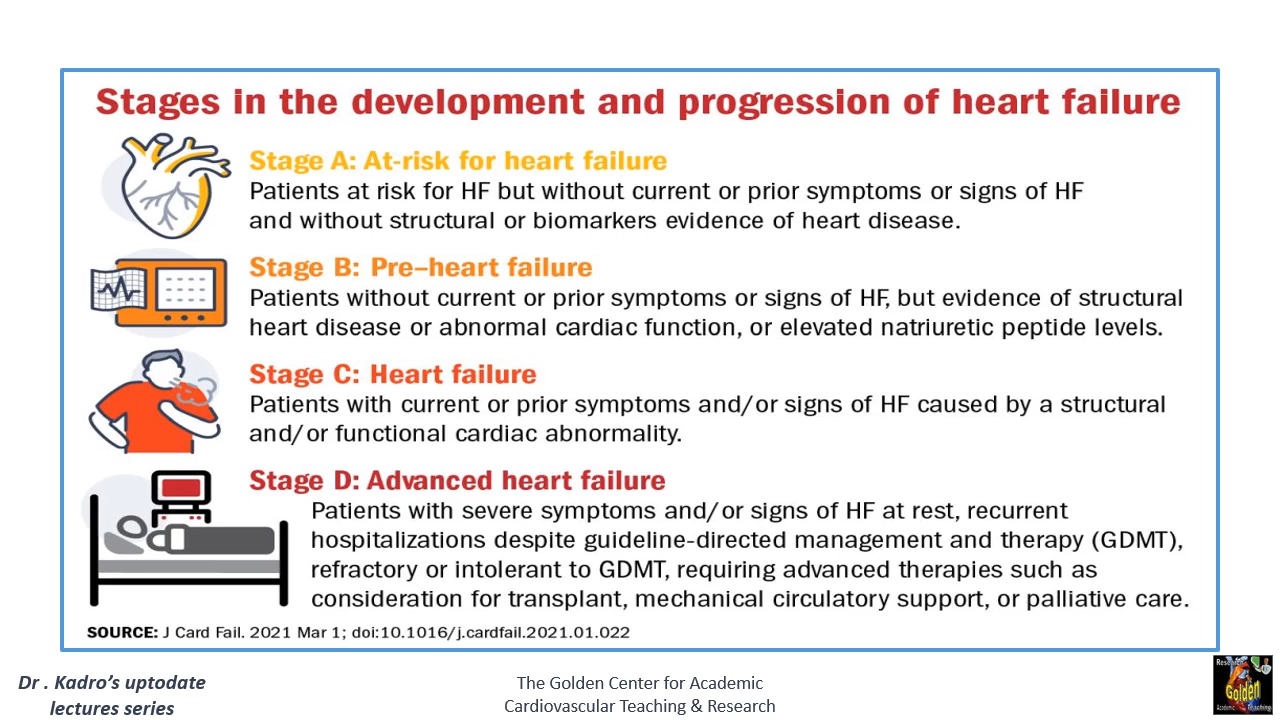 Stages in the development and progression of heart failure
Stage A: At-risk for heart failure
Patients at risk for HF but without current or prior symptoms or signs of HF
and without structural or biomarkers evidence of heart disease.
Stage B: Pre–heart failure
Patients without current or prior symptoms or signs of HF, but evidence of structural
heart disease or abnormal cardiac function, or elevated natriuretic peptide levels.
Stage C: Heart failure
Patients with current or prior symptoms and/or signs of HF caused by a structural
and/or functional cardiac abnormality.
Stage D: Advanced heart failure
Patients with severe symptoms and/or signs of HF at rest, recurrent
hospitalizations despite guideline-directed management and therapy (GDMT),
refractory or intolerant to GDMT, requiring advanced therapies such as
consideration for transplant, mechanical circulatory support, or palliative care.
SOURCE: J Card Fail. 2021 Mar 1; doi:10.1016/j.cardfail.2021.01.022
Dr . Kadro's uptodate
lectures series
The Golden Center for Academic
Cardiovascular Teaching & Research
Research
Golden
Academic Teaching